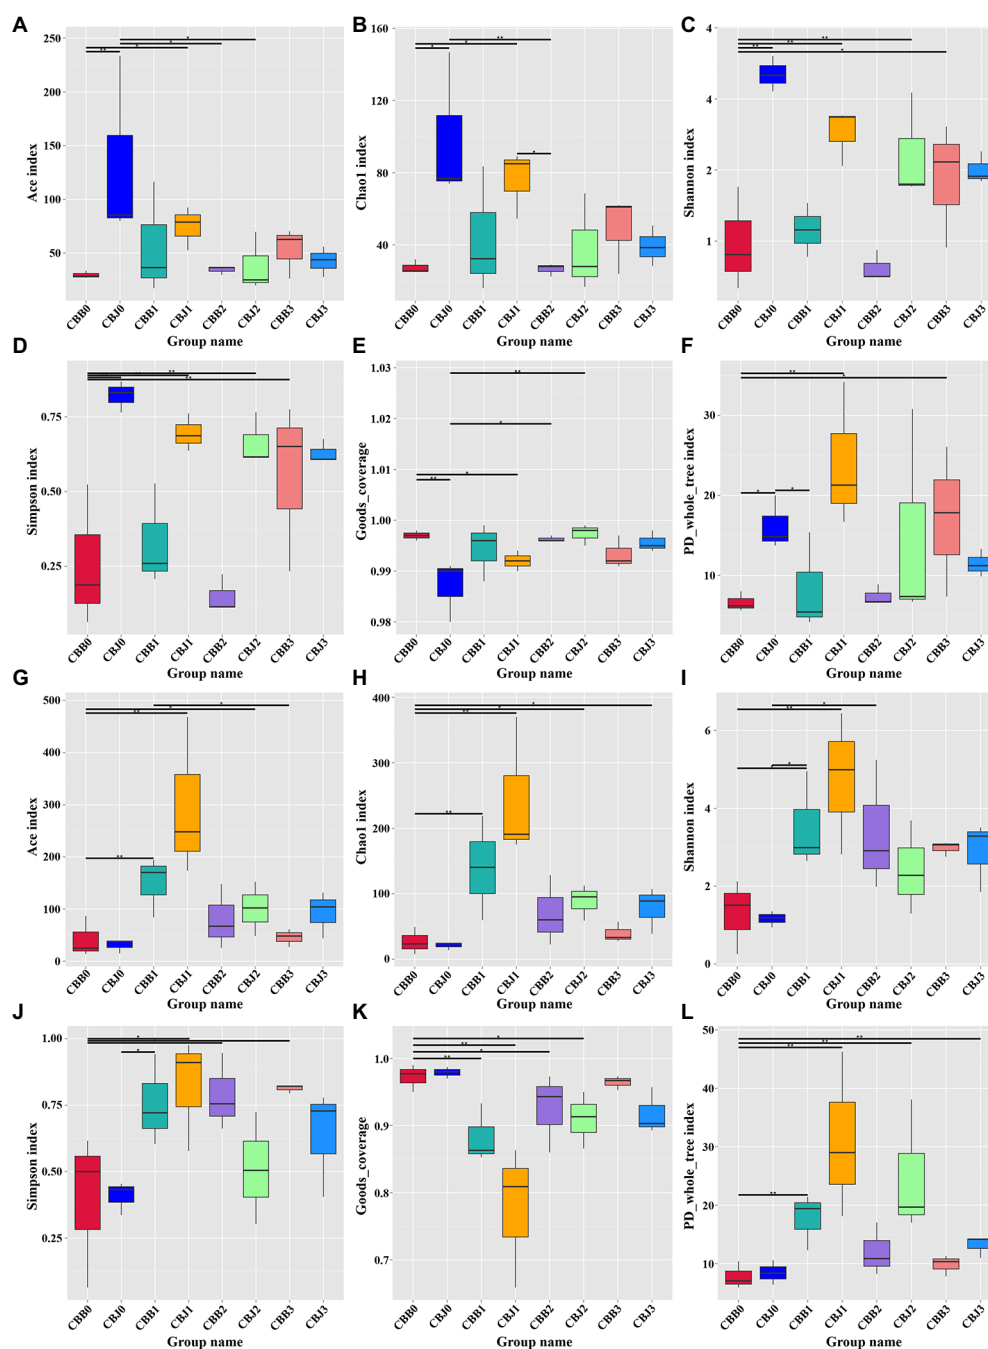 A
B
C
Ace index
250
200
150
100
50
CBB0 CBJ0 CBB1 CBJ1 CBB2 CBJ2 CBB3 CBJ3
Group name
Chao1 index
160
120
80
40
CBB0 CBJ0 CBB1 CBJ1 CBB2 CBJ2 CBB3 CBJ3
Group name
Shannon index
4
4
2
2
1
CBB0 CBJ0 CBB1 CBJ1 CBB2 CBJ2 CBB3 CBJ3
Group name
D
E
F
Simpson index
0.75
0.50
0.25
CBB0 CBJ0 CBB1 CBJ1 CBB2 CBJ2 CBB3 CBJ3
Group name
Goods_coverage
1.03
1.02
1.01
1.00
0.99
0.98
CBB0 CBJ0 CBB1 CBJ1 CBB2 CBJ2 CBB3 CBJ3
Group name
PD_whole_tree index
30
20
10
CBB0 CBJ0 CBB1 CBJ1 CBB2 CBJ2 CBB3 CBJ3
Group name
G
H
I
Ace index
500
400
300
200
100
0
CBB0 CBJ0 CBB1 CBJ1 CBB2 CBJ2 CBB3 CBJ3
Group name
Chao1 index
400
300
200
100
0
CBB0 CBJ0 CBB1 CBJ1 CBB2 CBJ2 CBB3 CBJ3
Group name
Shannon index
6
4
2
0
CBB0 CBJ0 CBB1 CBJ1 CBB2 CBJ2 CBB3 CBJ3
Group name
J
K
L
Simpson index
1.00
0.75
0.50
0.25
CBB0 CBJ0 CBB1 CBJ1 CBB2 CBJ2 CBB3 CBJ3
Group name
Goods_coverage
1.0
0.9
0.8
0.7
CBB0 CBJ0 CBB1 CBJ1 CBB2 CBJ2 CBB3 CBJ3
Group name
PD_whole_tree index
50
40
30
20
10
CBB0 CBJ0 CBB1 CBJ1 CBB2 CBJ2 CBB3 CBJ3
Group name